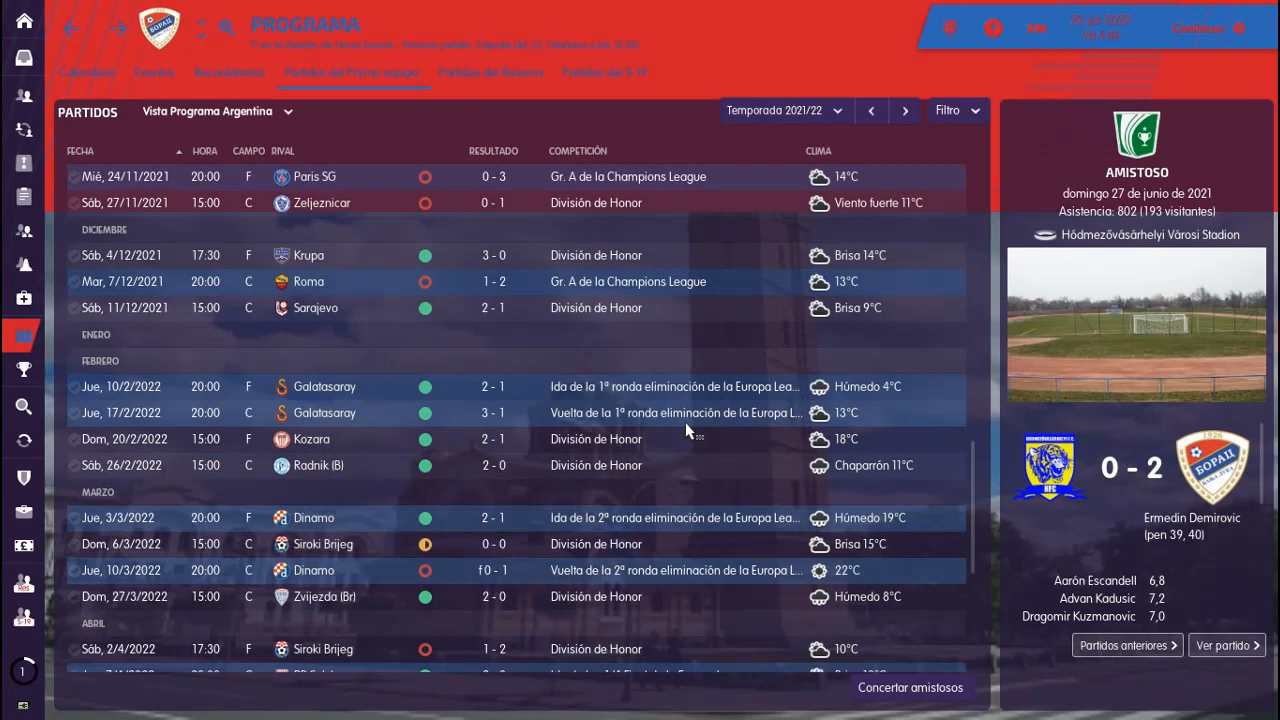 PROGRAMA
Calendario Eventos Recordatorios Partidos del Primer equipo Partidos del Reserva Partidos del S-19
Continuar
PARTIDOS Vista Programa Argentina Temporada 2021/22 Filtro
FECHA HORA CAMPO RIVAL RESULTADO COMPETICIÓN CLIMA
Mié, 24/11/2021 20:00 F Paris SG 0 - 3 Gr. A de la Champions League 14°C
Sáb, 27/11/2021 15:00 C Zeljeznicar 0 - 1 División de Honor Viento fuerte 11°C
DICIEMBRE
Sáb, 4/12/2021 17:30 F Krupa 3 - 0 División de Honor Brisa 14°C
Mar, 7/12/2021 20:00 C Roma 1 - 2 Gr. A de la Champions League 13°C
Sáb, 11/12/2021 15:00 C Sarajevo 2 - 1 División de Honor Brisa 9°C
ENERO
FEBRERO
Jue, 10/2/2022 20:00 F Galatasaray 2 - 1 Ida de la 1ª ronda eliminación de la Europa Lea... Húmedo 4°C
Jue, 17/2/2022 20:00 C Galatasaray 3 - 1 Vuelta de la 1ª ronda eliminación de la Europa L... 13°C
Dom, 20/2/2022 15:00 F Kozara 2 - 1 División de Honor 18°C
Sáb, 26/2/2022 15:00 C Radnik (B) 2 - 0 División de Honor Chaparrón 11°C
MARZO
Jue, 3/3/2022 20:00 F Dinamo 2 - 1 Ida de la 2ª ronda eliminación de la Europa Lea... Húmedo 19°C
Dom, 6/3/2022 15:00 C Siroki Brijeg 0 - 0 División de Honor Brisa 15°C
Jue, 10/3/2022 20:00 C Dinamo f 0 - 1 Vuelta de la 2ª ronda eliminación de la Europa L... 22°C
Dom, 27/3/2022 15:00 C Zvijezda (Br) 2 - 0 División de Honor Húmedo 8°C
ABRIL
Sáb, 2/4/2022 17:30 F Siroki Brijeg 1 - 2 División de Honor 10°C
Concertar amistosos
AMISTOSO
domingo 27 de junio de 2021
Asistencia: 802 (193 visitantes)
Hódmezővásárhelyi Városi Stadion
HFC
1926
БОРАЦ
0 - 2
Ermedin Demirovic
(pen 39, 40)
Aarón Escandell 6,8
Advan Kadusic 7,2
Dragomir Kuzmanovic 7,0
Partidos anteriores Ver partido
Res
S-19
1